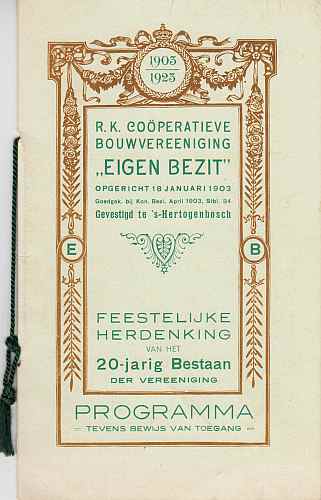 1903
1923
R.K. COÖPERATIEVE
BOUWVEREENIGING
„EIGEN BEZIT"
OPGERICHT 18 JANUARI 1903
Goedgek. bij Kon. Besl. April 1903, Stbl. 94
Gevestigd te 's-Hertogenbosch
E B
FEESTELIJKE
HERDENKING
VAN HET
20-jarig Bestaan
DER VEREENIGING
PROGRAMMA
TEVENS BEWIJS VAN TOEGANG